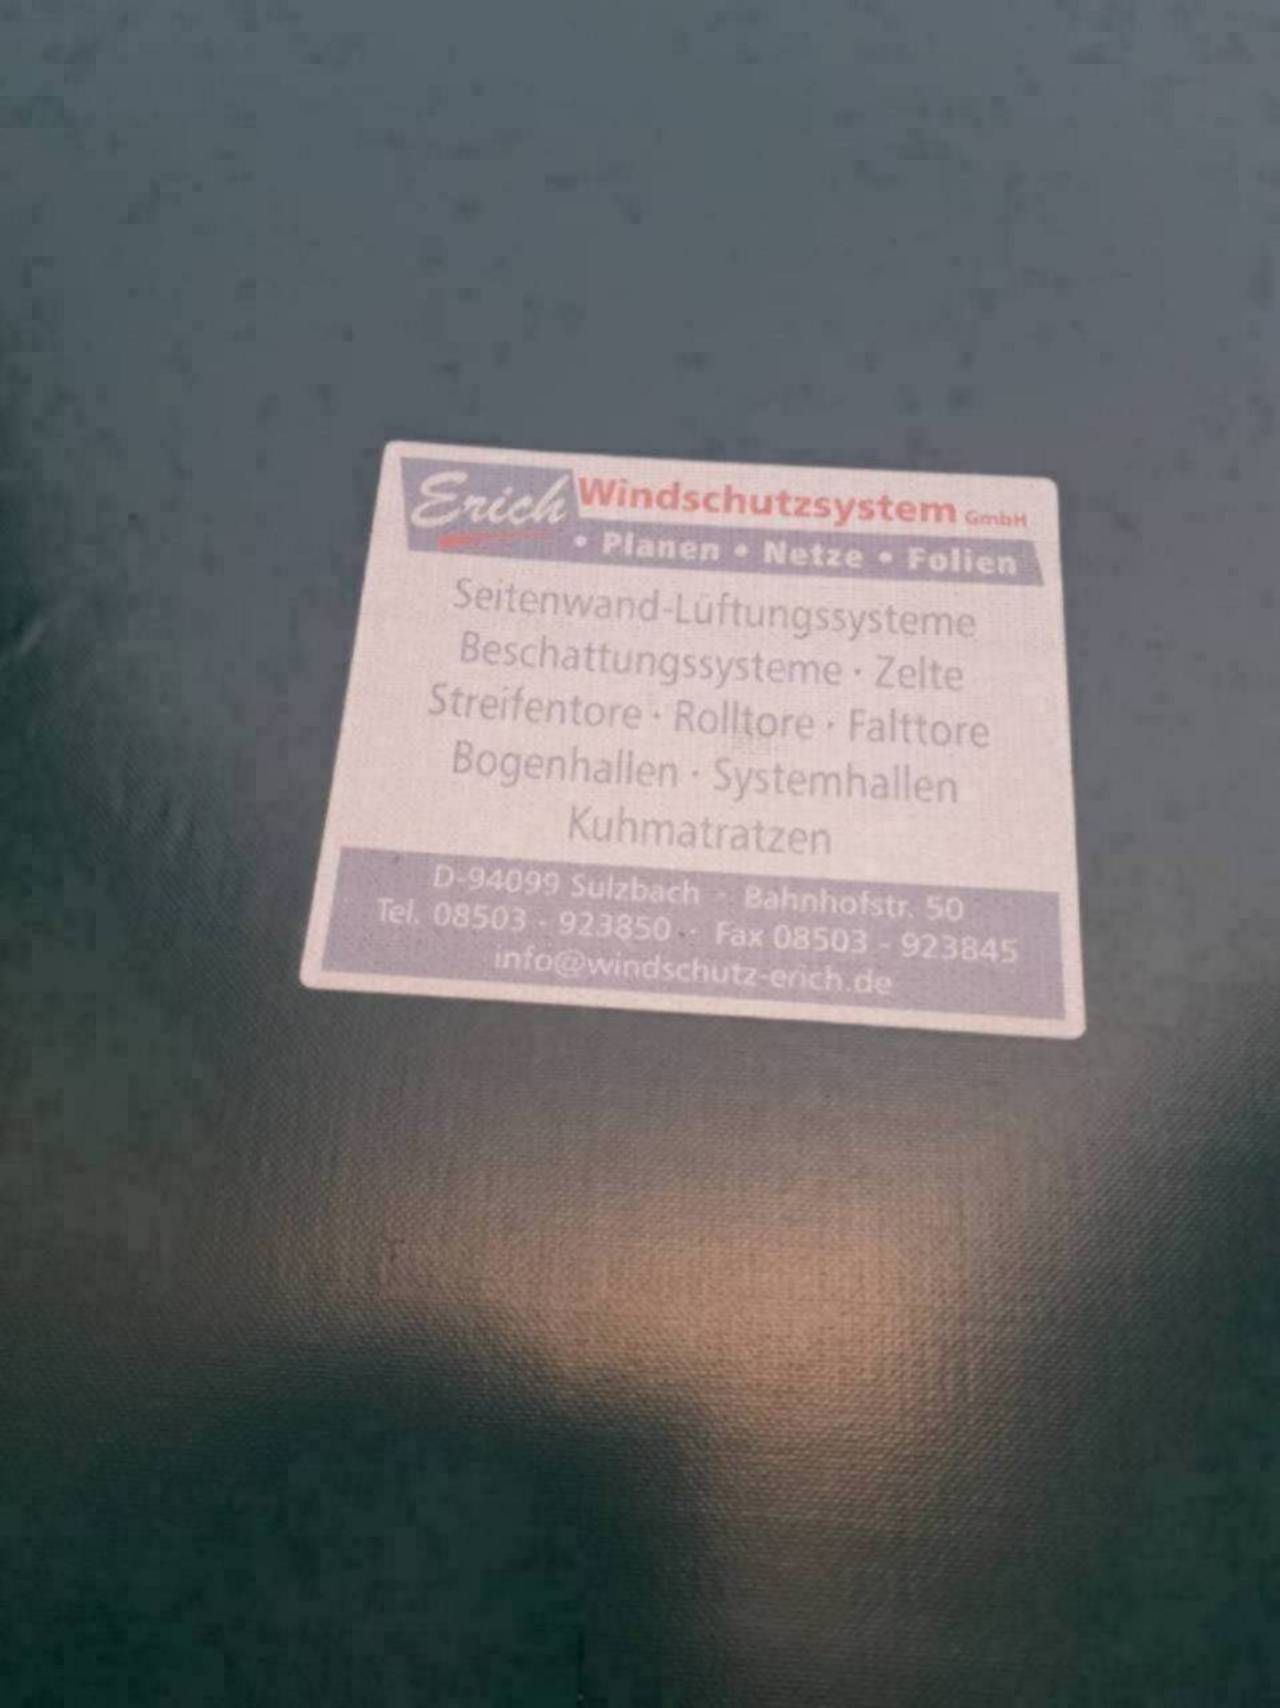 Erich Windschutzsystem GmbH
• Planen • Netze • Folien
Seitenwand-Lüftungssysteme
Beschattungssysteme · Zelte
Streifentore · Rolltore · Falttore
Bogenhallen · Systemhallen
Kuhmatratzen
D-94099 Sulzbach · Bahnhofstr. 50
Tel. 08503 - 923850 · Fax 08503 - 923845
info@windschutz-erich.de